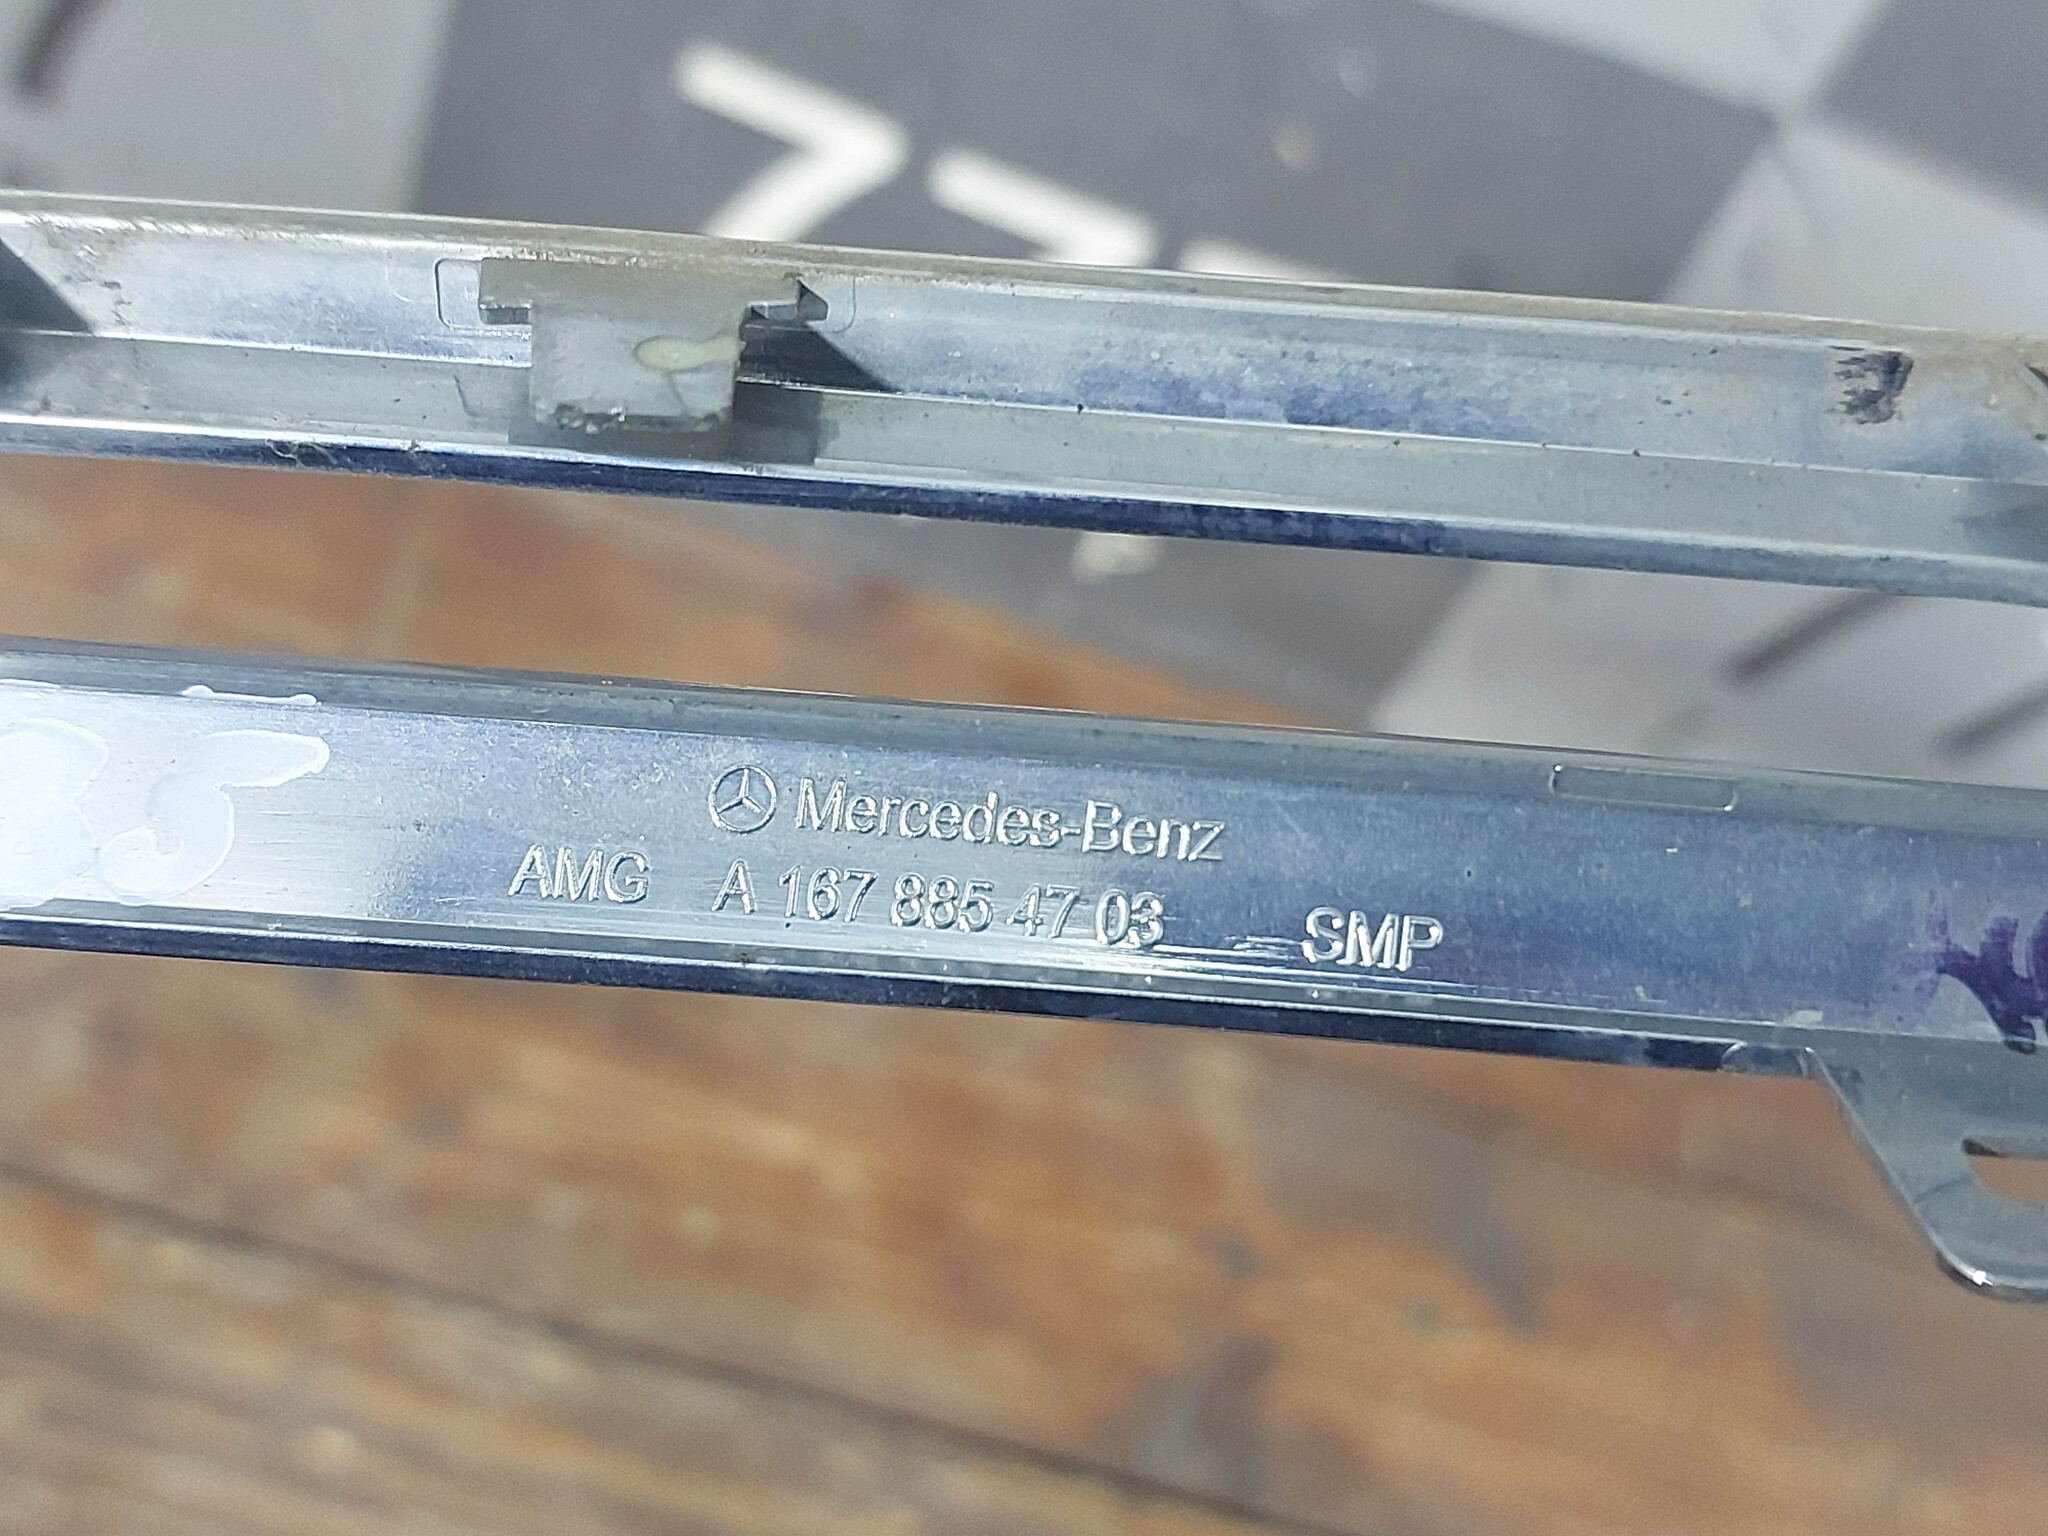 Mercedes-Benz
AMG A 167 885 47 03 SMP